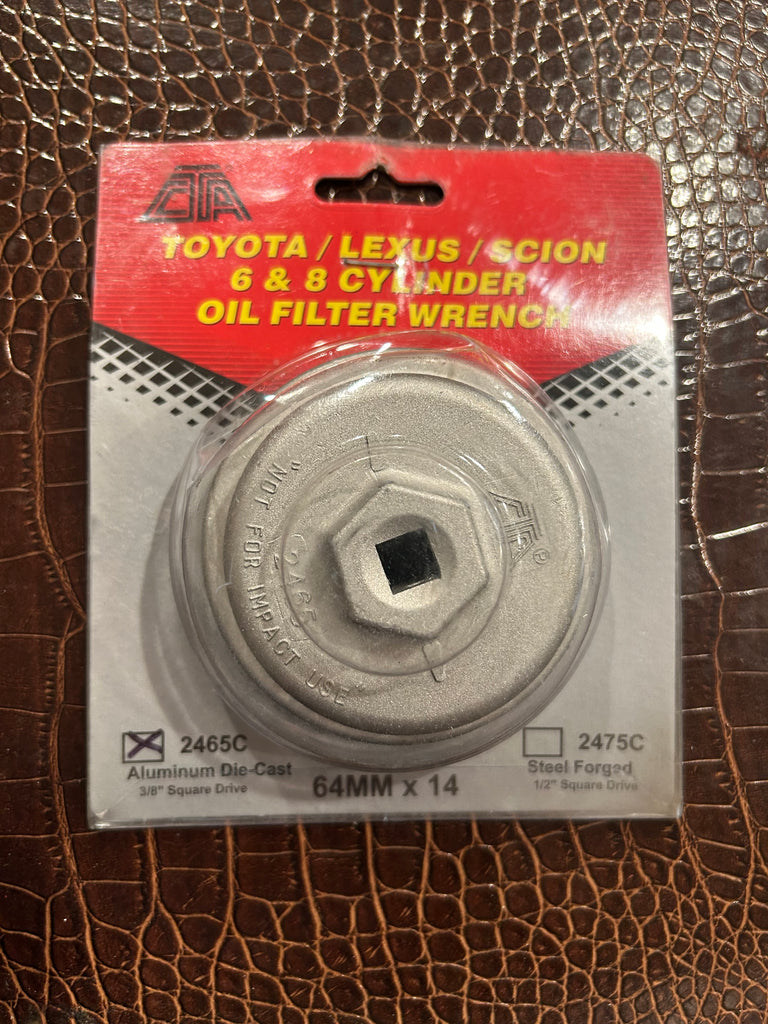 CTA
TOYOTA / LEXUS / SCION
6 & 8 CYLINDER
OIL FILTER WRENCH
"NOT FOR IMPACT USE"
2465
CTA®
2465C
Aluminum Die-Cast
3/8" Square Drive
64MM x 14
2475C
Steel Forged
1/2" Square Drive